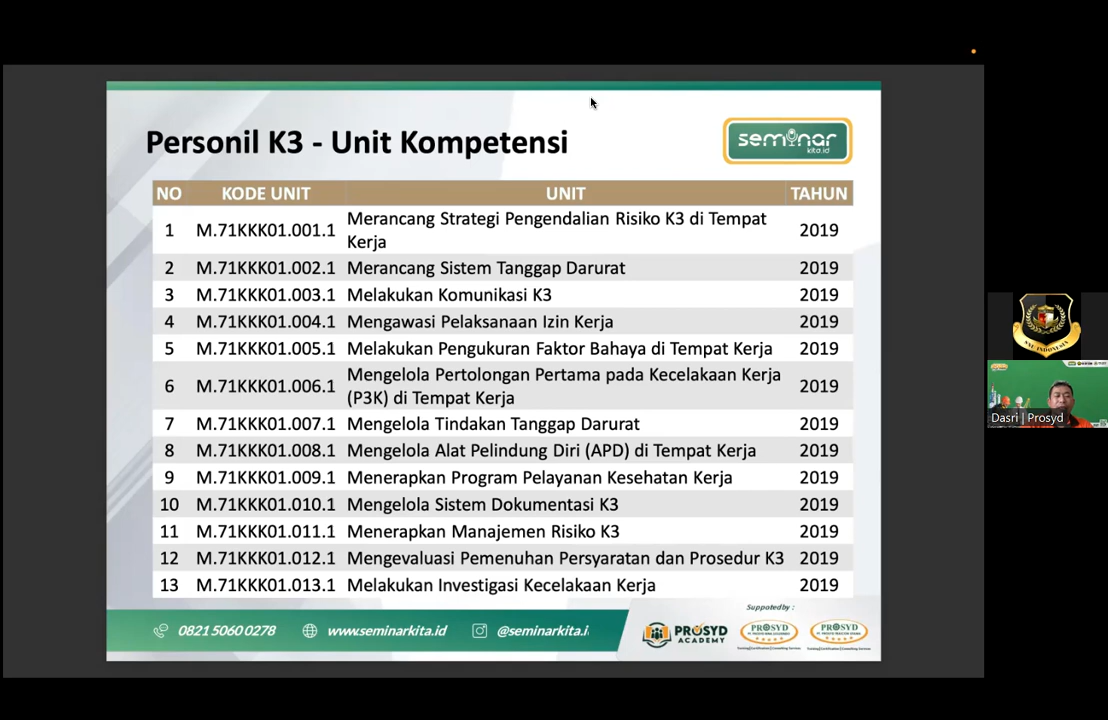 Personil K3 - Unit Kompetensi
seminar
kita.id
NO KODE UNIT UNIT TAHUN
1 M.71KKK01.001.1 Merancang Strategi Pengendalian Risiko K3 di Tempat Kerja 2019
2 M.71KKK01.002.1 Merancang Sistem Tanggap Darurat 2019
3 M.71KKK01.003.1 Melakukan Komunikasi K3 2019
4 M.71KKK01.004.1 Mengawasi Pelaksanaan Izin Kerja 2019
5 M.71KKK01.005.1 Melakukan Pengukuran Faktor Bahaya di Tempat Kerja 2019
6 M.71KKK01.006.1 Mengelola Pertolongan Pertama pada Kecelakaan Kerja (P3K) di Tempat Kerja 2019
7 M.71KKK01.007.1 Mengelola Tindakan Tanggap Darurat 2019
8 M.71KKK01.008.1 Mengelola Alat Pelindung Diri (APD) di Tempat Kerja 2019
9 M.71KKK01.009.1 Menerapkan Program Pelayanan Kesehatan Kerja 2019
10 M.71KKK01.010.1 Mengelola Sistem Dokumentasi K3 2019
11 M.71KKK01.011.1 Menerapkan Manajemen Risiko K3 2019
12 M.71KKK01.012.1 Mengevaluasi Pemenuhan Persyaratan dan Prosedur K3 2019
13 M.71KKK01.013.1 Melakukan Investigasi Kecelakaan Kerja 2019
Suppotedby :
0821 5060 0278 www.seminarkita.id @seminarkita.i
PROSYD
ACADEMY
PROSYD
PROSYD
Dasri | Prosyd